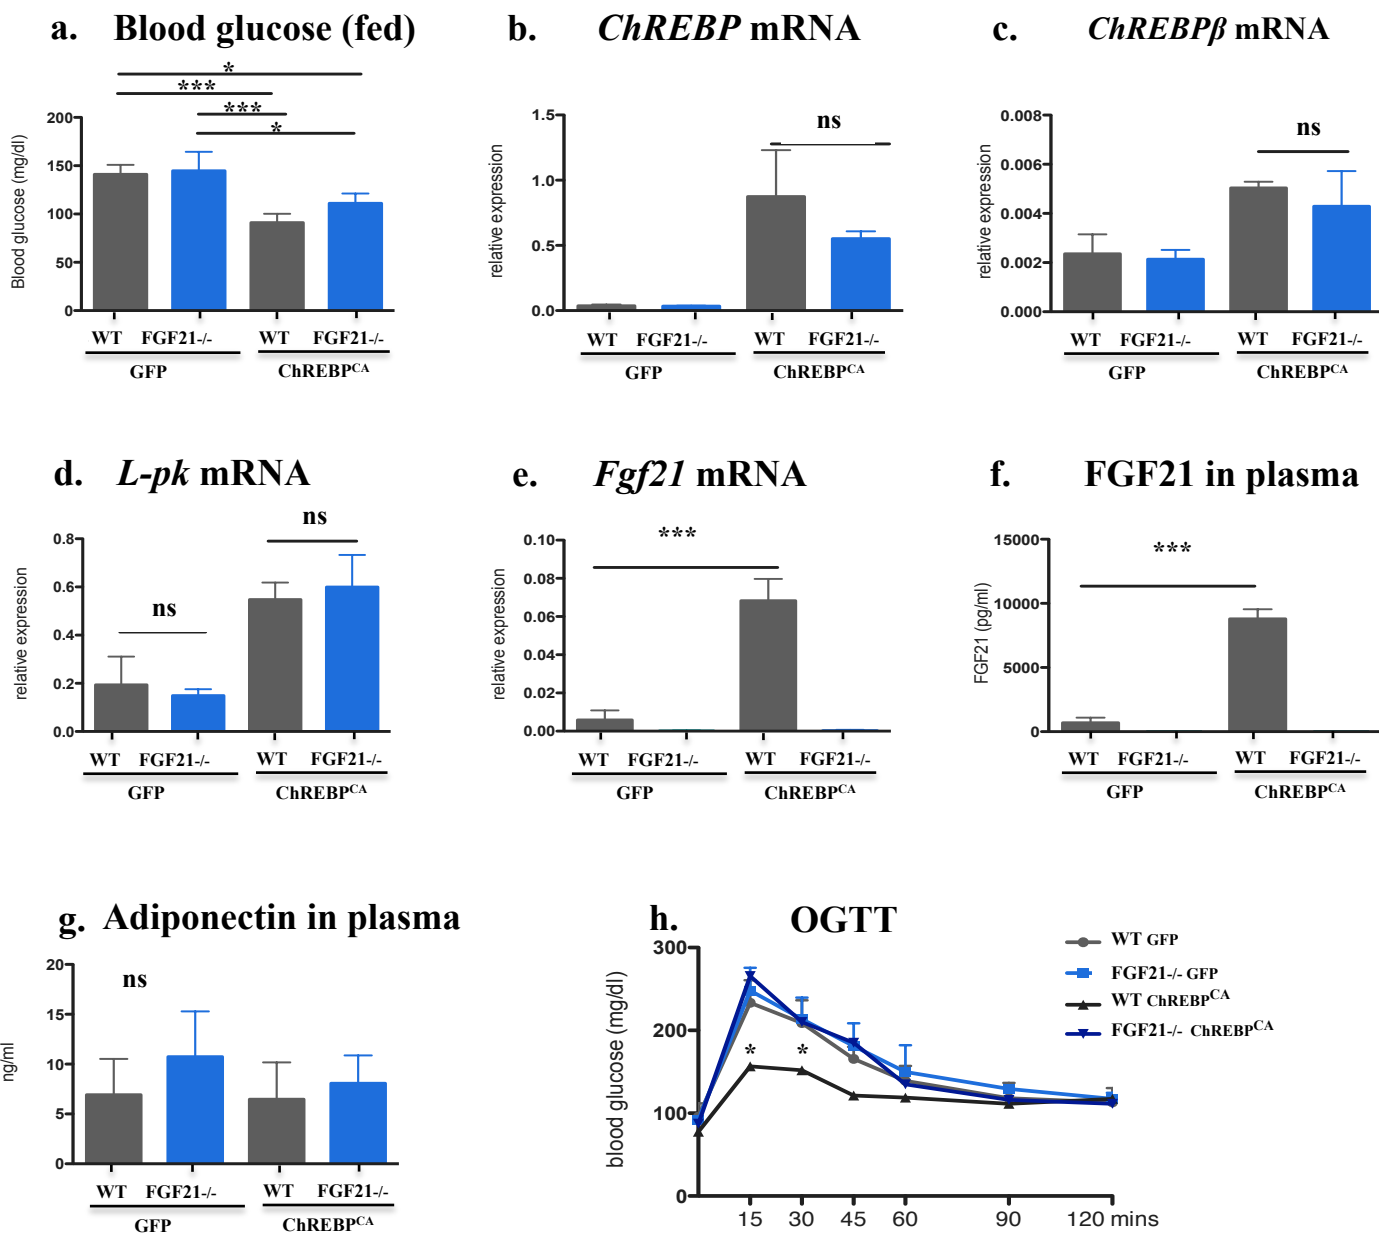 a. Blood glucose (fed)
*
***
***
*
Blood glucose (mg/dl)
200
150
100
50
0
WT FGF21-/- WT FGF21-/-
GFP ChREBPCA
b. ChREBP mRNA
ns
relative expression
1.5
1.0
0.5
0.0
WT FGF21-/- WT FGF21-/-
GFP ChREBPCA
c. ChREBPβ mRNA
ns
relative expression
0.008
0.006
0.004
0.002
0.000
WT FGF21-/- WT FGF21-/-
GFP ChREBPCA
d. L-pk mRNA
ns
ns
relative expression
0.8
0.6
0.4
0.2
0.0
WT FGF21-/- WT FGF21-/-
GFP ChREBPCA
e. Fgf21 mRNA
***
relative expression
0.10
0.08
0.06
0.04
0.02
0.00
WT FGF21-/- WT FGF21-/-
GFP ChREBPCA
f. FGF21 in plasma
***
FGF21 (pg/ml)
15000
10000
5000
0
WT FGF21-/- WT FGF21-/-
GFP ChREBPCA
g. Adiponectin in plasma
ns
ng/ml
20
15
10
5
0
WT FGF21-/- WT FGF21-/-
GFP ChREBPCA
h. OGTT
blood glucose (mg/dl)
300
200
100
0
* *
15 30 45 60 90 120 mins
WT GFP
FGF21-/- GFP
WT ChREBPCA
FGF21-/- ChREBPCA